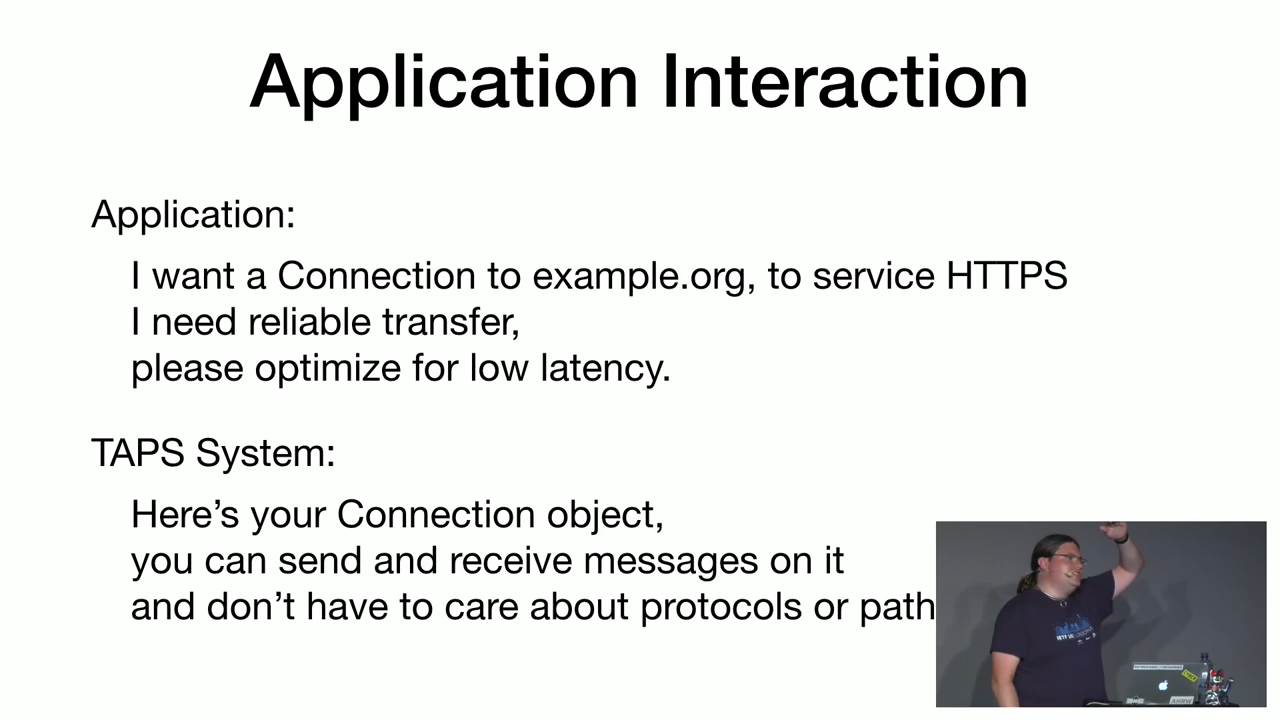 Application Interaction
Application:
I want a Connection to example.org, to service HTTPS
I need reliable transfer,
please optimize for low latency.
TAPS System:
Here's your Connection object,
you can send and receive messages on it
and don't have to care about protocols or path